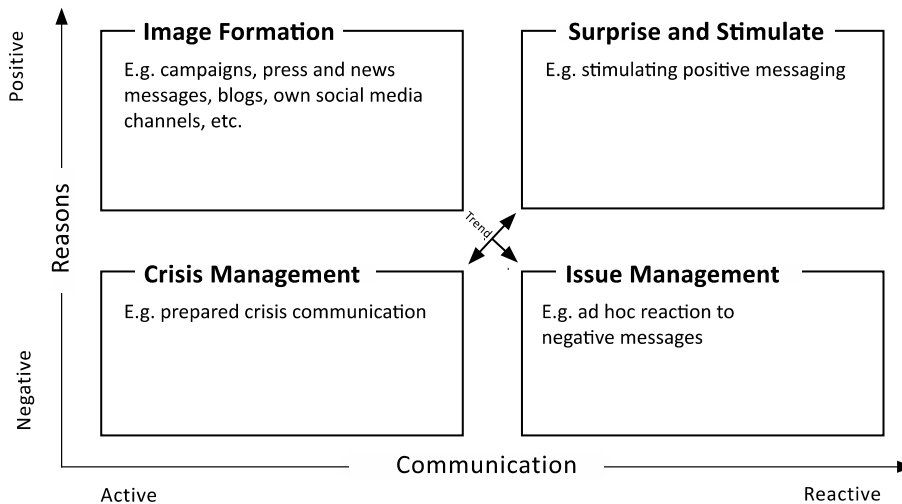 Positive
Reasons
Negative
Image Formation
E.g. campaigns, press and news
messages, blogs, own social media
channels, etc.
Surprise and Stimulate
E.g. stimulating positive messaging
Trend
Crisis Management
E.g. prepared crisis communication
Issue Management
E.g. ad hoc reaction to
negative messages
Communication
Active
Reactive